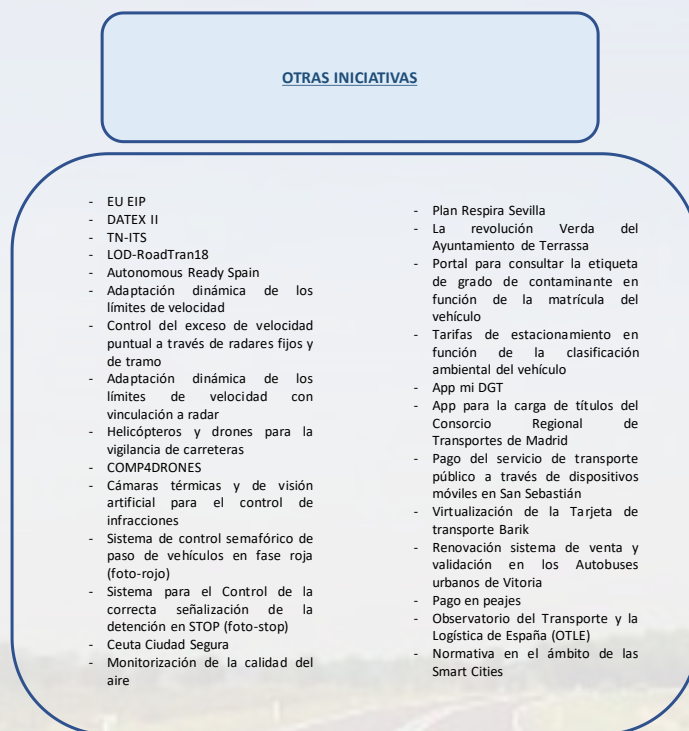 OTRAS INICIATIVAS
- EU EIP
- DATEX II
- TN-ITS
- LOD-RoadTran18
- Autonomous Ready Spain
- Adaptación dinámica de los
límites de velocidad
- Control del exceso de velocidad
puntual a través de radares fijos y
de tramo
- Adaptación dinámica de los
límites de velocidad con
vinculación a radar
- Helicópteros y drones para la
vigilancia de carreteras
- COMP4DRONES
- Cámaras térmicas y de visión
artificial para el control de
infracciones
- Sistema de control semafórico de
paso de vehículos en fase roja
(foto-rojo)
- Sistema para el Control de la
correcta señalización de la
detención en STOP (foto-stop)
- Ceuta Ciudad Segura
- Monitorización de la calidad del
aire
- Plan Respira Sevilla
- La revolución Verda del
Ayuntamiento de Terrassa
- Portal para consultar la etiqueta
de grado de contaminante en
función de la matrícula del
vehículo
- Tarifas de estacionamiento en
función de la clasificación
ambiental del vehículo
- App mi DGT
- App para la carga de títulos del
Consorcio Regional de
Transportes de Madrid
- Pago del servicio de transporte
público a través de dispositivos
móviles en San Sebastián
- Virtualización de la Tarjeta de
transporte Barik
- Renovación sistema de venta y
validación en los Autobuses
urbanos de Vitoria
- Pago en peajes
- Observatorio del Transporte y la
Logística de España (OTLE)
- Normativa en el ámbito de las
Smart Cities